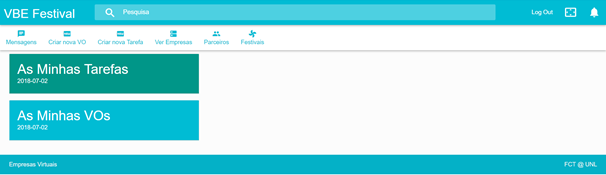 VBE Festival Pesquisa Log Out
Mensagens Criar nova VO Criar nova Tarefa Ver Empresas Parceiros Festivais
As Minhas Tarefas
2018-07-02
As Minhas VOs
2018-07-02
Empresas Virtuais FCT @ UNL